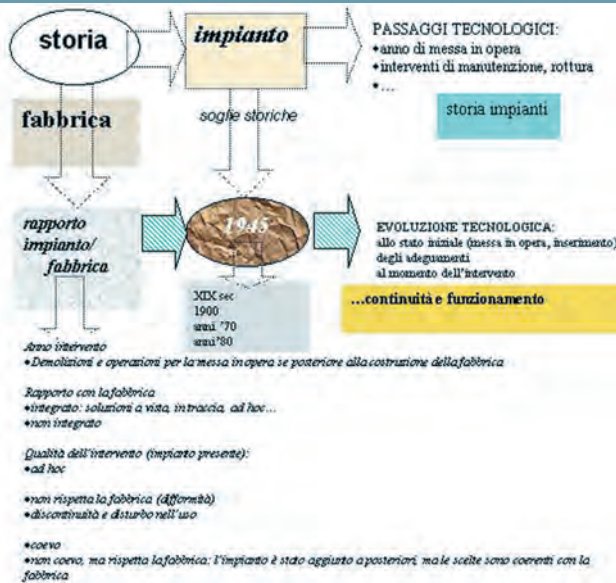 storia
impianto
PASSAGGI TECNOLOGICI:
•anno di messa in opera
•interventi di manutenzione, rottura
•...
storia impianti
fabbrica
soglie storiche
rapporto
impianto/
fabbrica
1945
EVOLUZIONE TECNOLOGICA:
allo stato iniziale (messa in opera, inserimento)
degli adeguamenti
al momento dell'intervento
...continuità e funzionamento
XIX sec
1900
anni '70
anni '80
Anno intervento
•Demolizioni e operazioni per la messa in opera se posteriore alla costruzione della fabbrica
Rapporto con la fabbrica
•integrato: soluzioni a vista, in traccia, ad hoc...
•non integrato
Qualità dell'intervento (impianto presente):
•ad hoc
•non rispetta la fabbrica (difformità)
•discontinuità e disturbo nell'uso
•coevo
•non coevo, ma rispetta la fabbrica: l'impianto è stato aggiunto a posteriori, ma le scelte sono coerenti con la
fabbrica